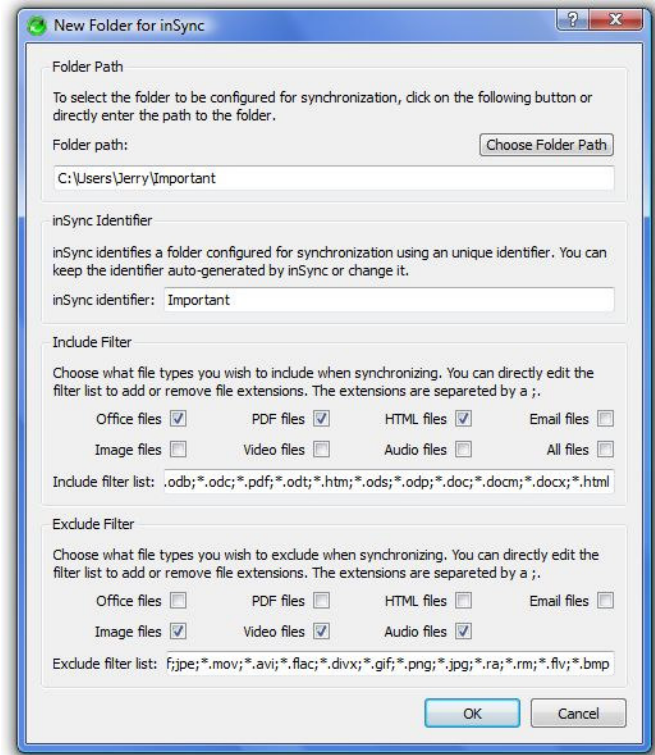 New Folder for inSync
Folder Path
To select the folder to be configured for synchronization, click on the following button or
directly enter the path to the folder.
Folder path:
Choose Folder Path
C:\Users\Jerry\Important
inSync Identifier
inSync identifies a folder configured for synchronization using an unique identifier. You can
keep the identifier auto-generated by inSync or change it.
inSync identifier: Important
Include Filter
Choose what file types you wish to include when synchronizing. You can directly edit the
filter list to add or remove file extensions. The extensions are separeted by a ;.
Office files PDF files HTML files Email files
Image files Video files Audio files All files
Include filter list: .odb;*.odc;*.pdf;*.odt;*.htm;*.ods;*.odp;*.doc;*.docm;*.docx;*.html
Exclude Filter
Choose what file types you wish to exclude when synchronizing. You can directly edit the
filter list to add or remove file extensions. The extensions are separeted by a ;.
Office files PDF files HTML files Email files
Image files Video files Audio files
Exclude filter list: f;jpe;*.mov;*.avi;*.flac;*.divx;*.gif;*.png;*.jpg;*.ra;*.rm;*.flv;*.bmp
OK Cancel